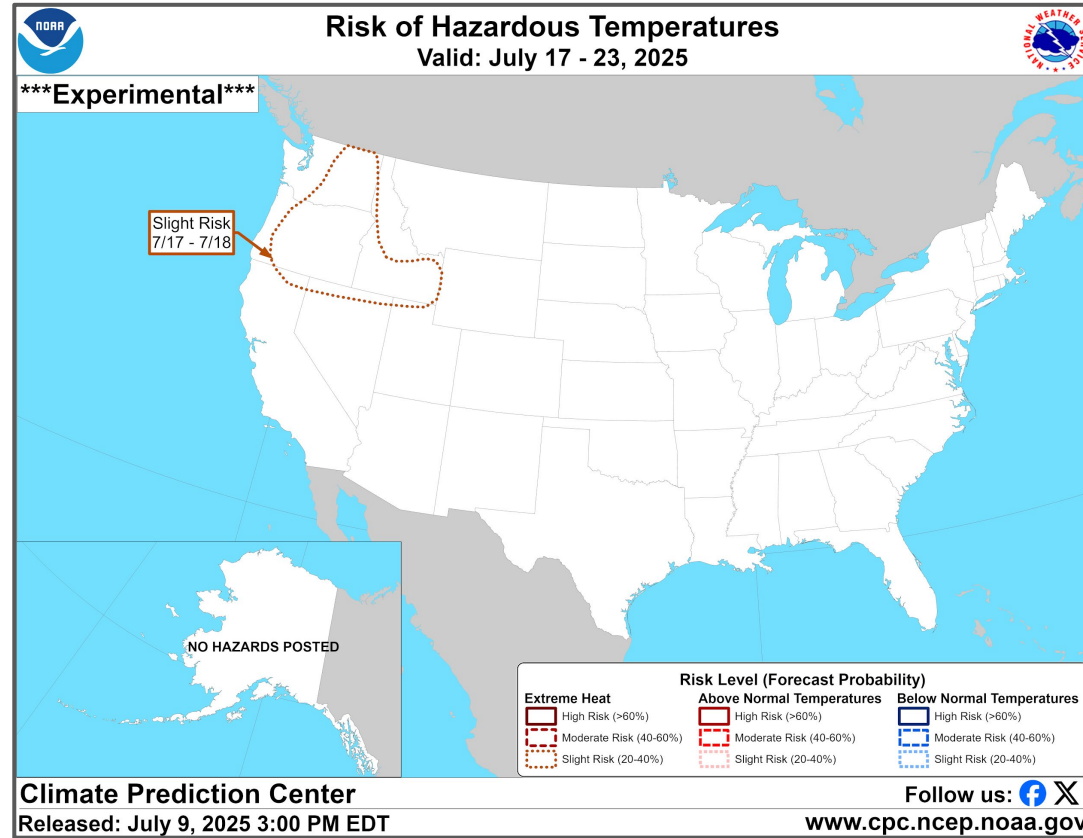 NOAA
Risk of Hazardous Temperatures
Valid: July 17 - 23, 2025
NATIONAL WEATHER SERVICE
***Experimental***
Slight Risk
7/17 - 7/18
NO HAZARDS POSTED
Risk Level (Forecast Probability)
Extreme Heat
High Risk (>60%)
Moderate Risk (40-60%)
Slight Risk (20-40%)
Above Normal Temperatures
High Risk (>60%)
Moderate Risk (40-60%)
Slight Risk (20-40%)
Below Normal Temperatures
High Risk (>60%)
Moderate Risk (40-60%)
Slight Risk (20-40%)
Climate Prediction Center
Follow us:
Released: July 9, 2025 3:00 PM EDT
www.cpc.ncep.noaa.gov